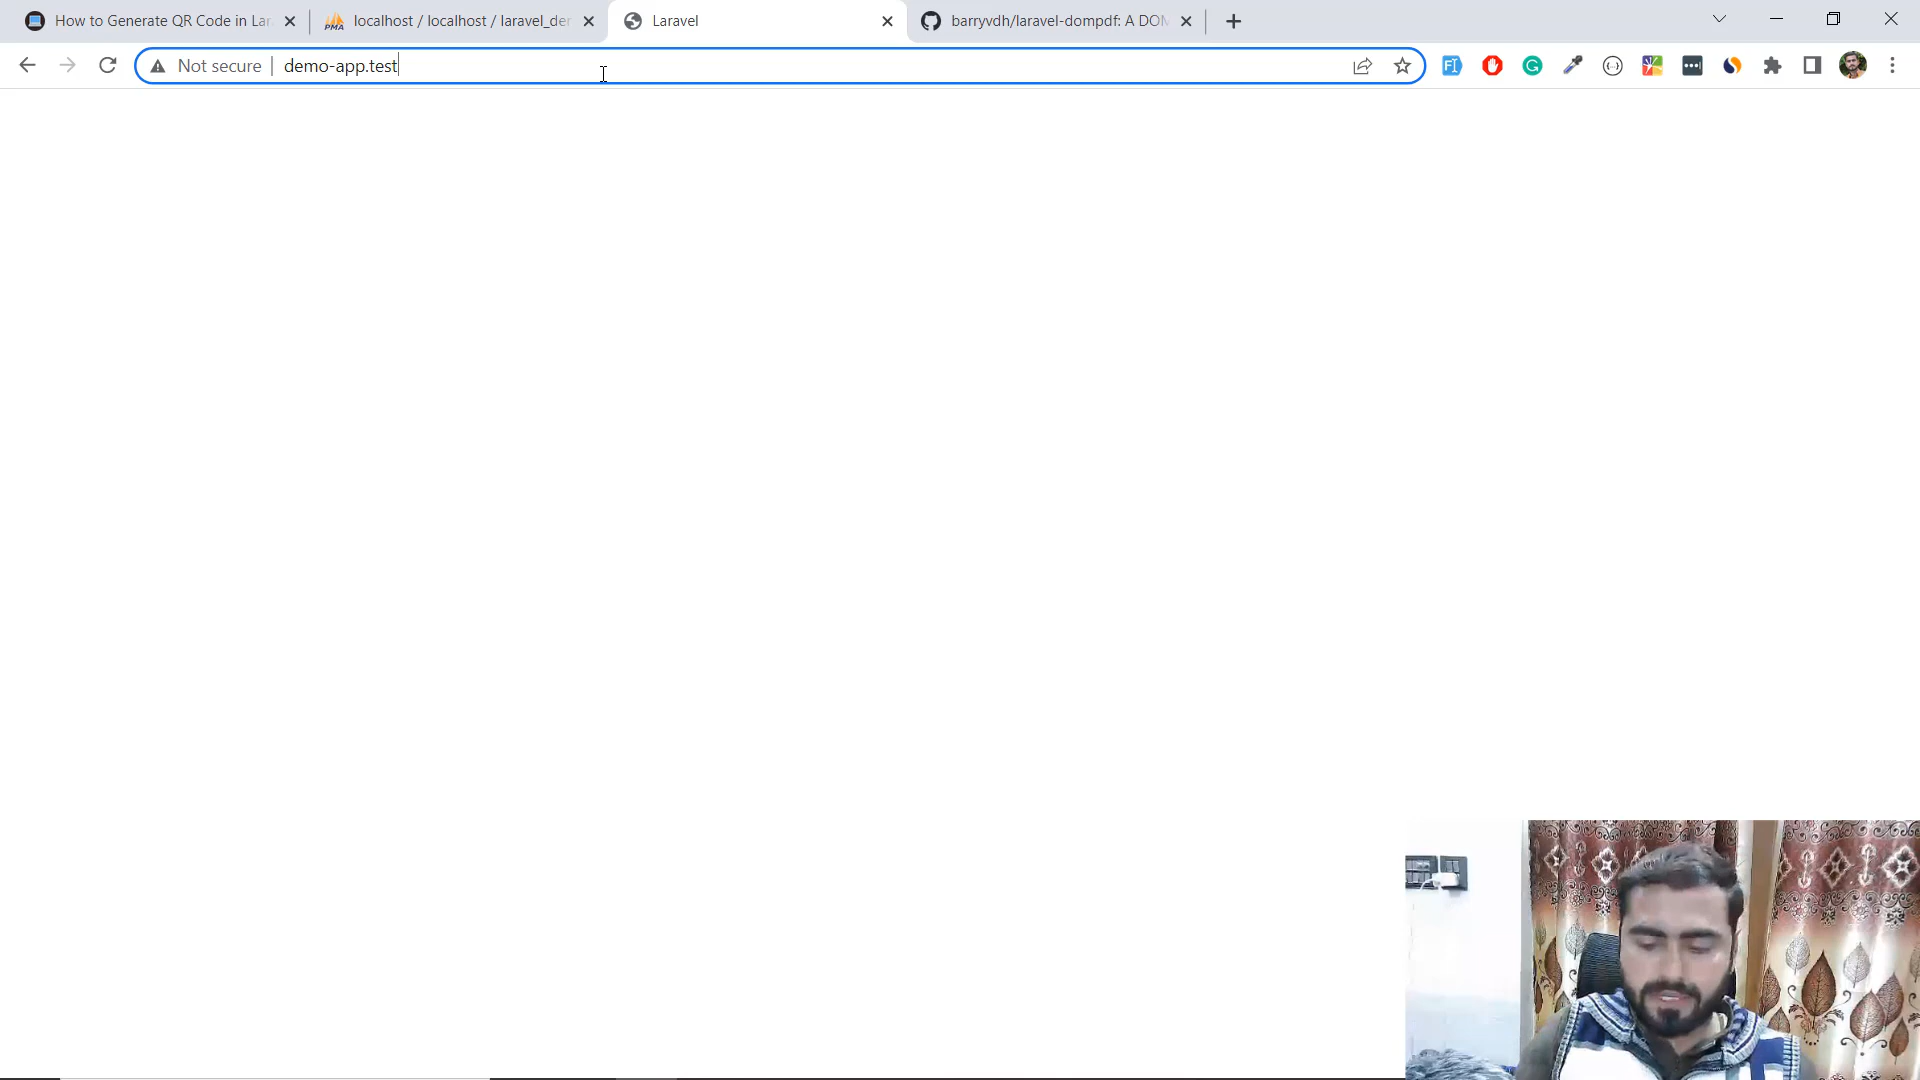 How to Generate QR Code in Lar
localhost / localhost / laravel_der
Laravel
barryvdh/laravel-dompdf: A DOM
Not secure
demo-app.test